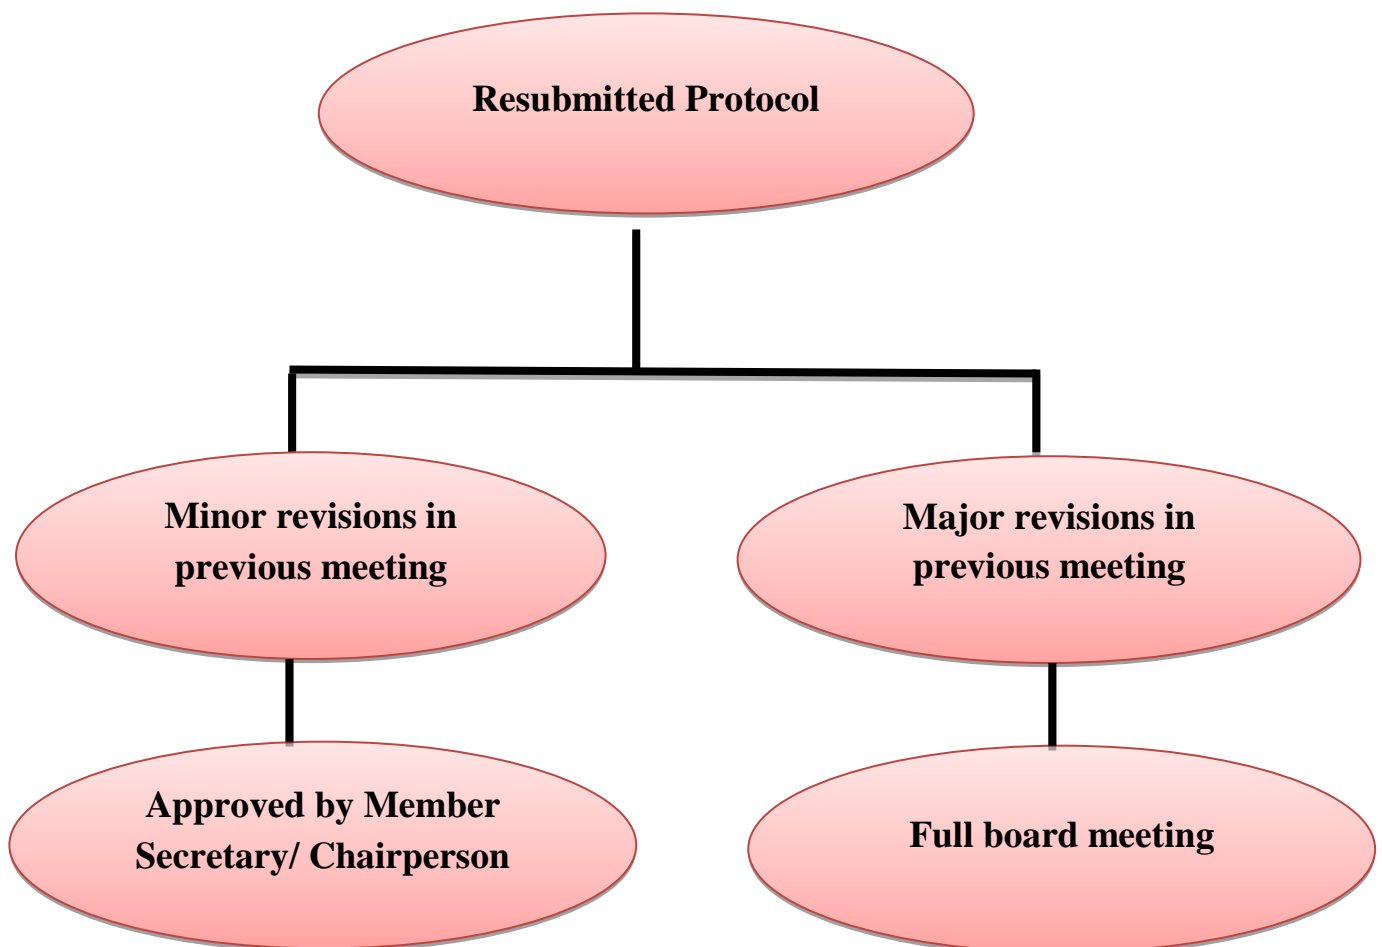 Resubmitted Protocol
Minor revisions in
previous meeting
Major revisions in
previous meeting
Approved by Member
Secretary/ Chairperson
Full board meeting